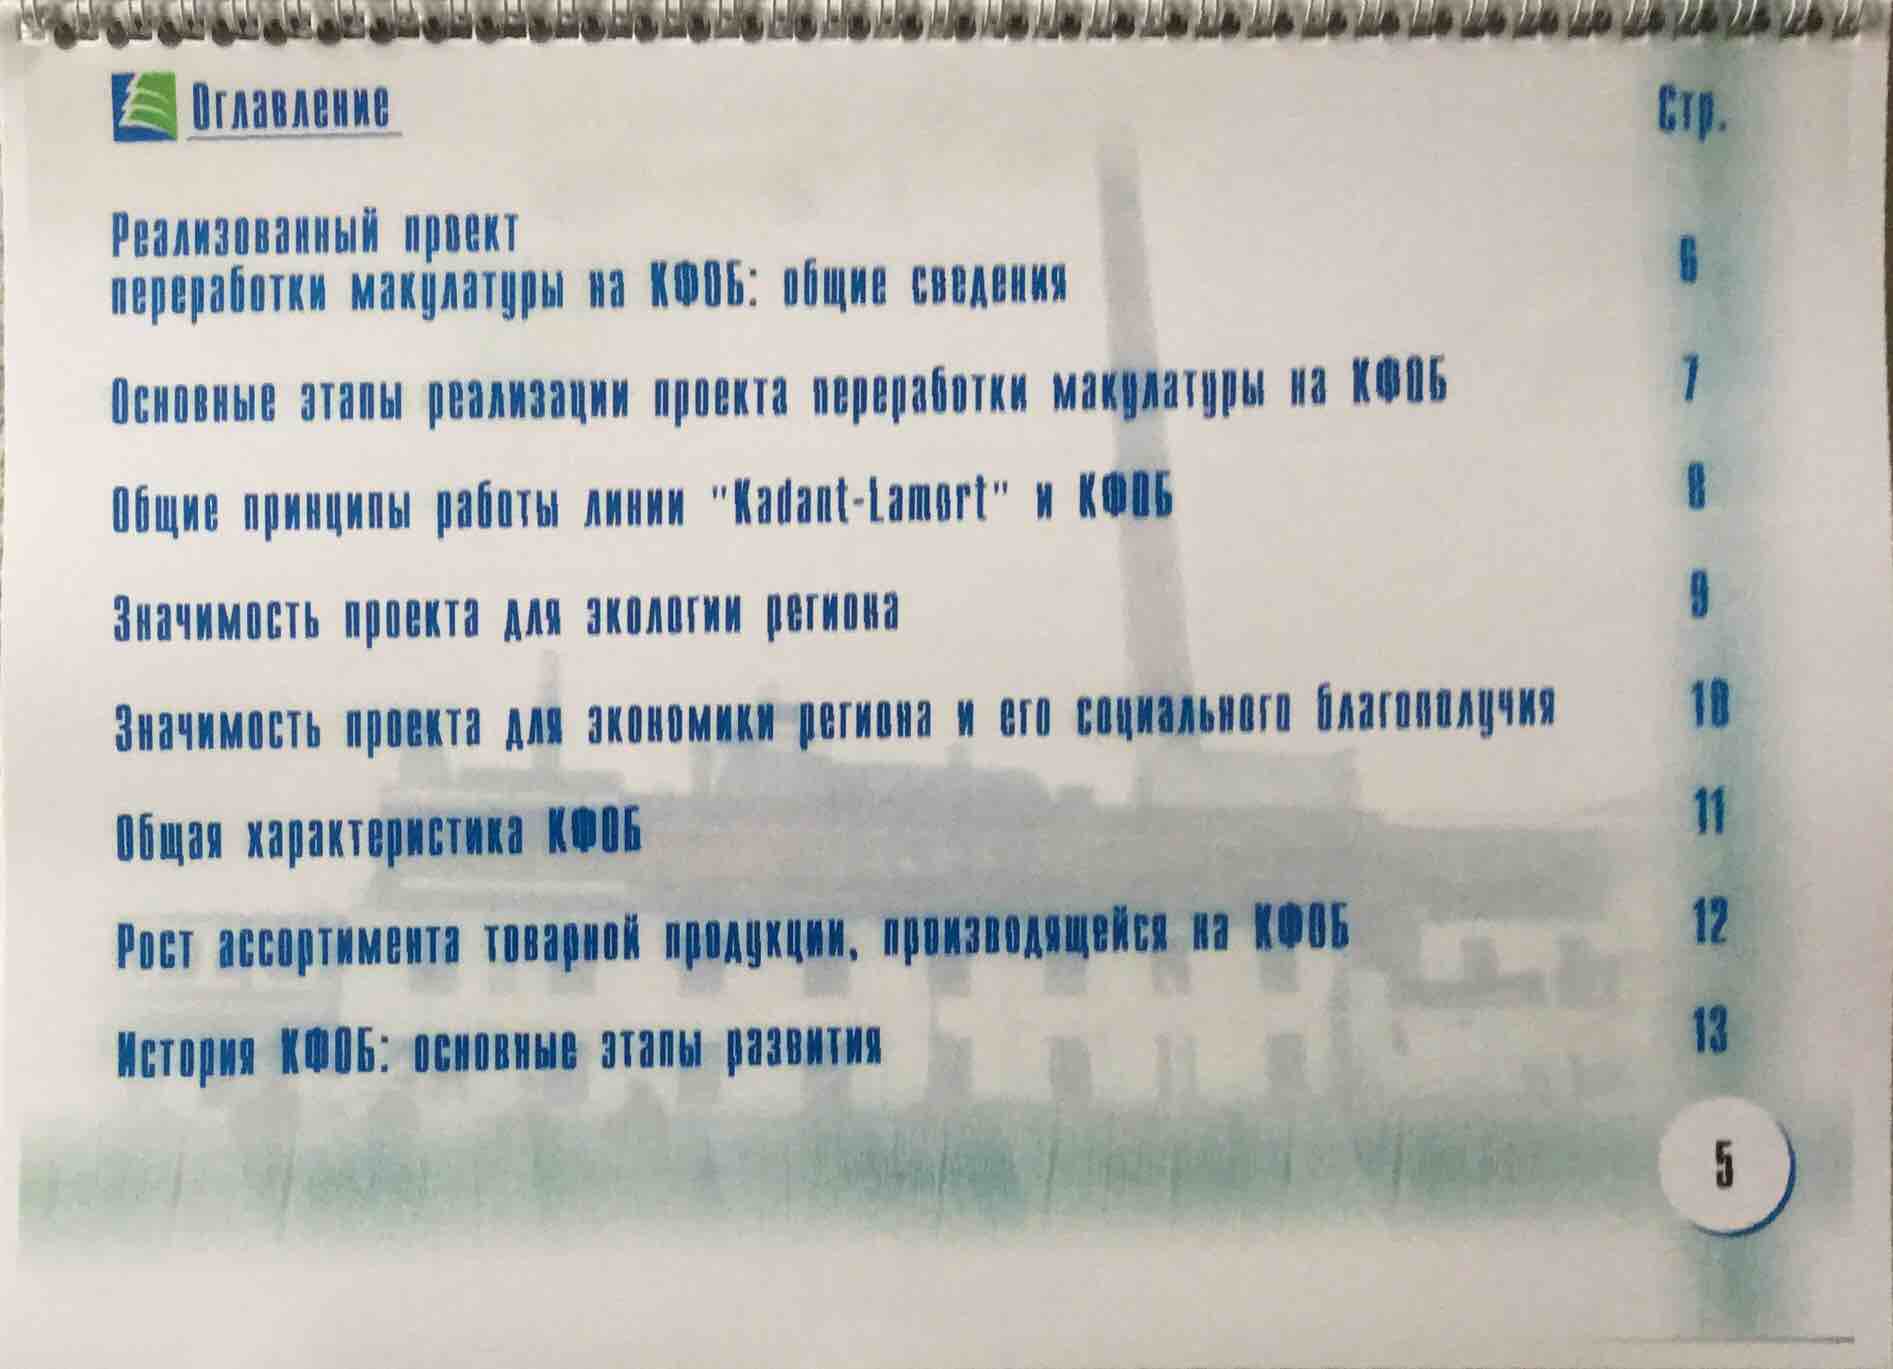 Оглавление Стр.
Реализованный проект
переработки макулатуры на КФОБ: общие сведения 6
Основные этапы реализации проекта переработки макулатуры на КФОБ 7
Общие принципы работы линии "Kadant-Lamort" и КФОБ 8
Значимость проекта для экологии региона 9
Значимость проекта для экономики региона и его социального благополучия 10
Общая характеристика КФОБ 11
Рост ассортимента товарной продукции, производящейся на КФОБ 12
История КФОБ: основные этапы развития 13
5